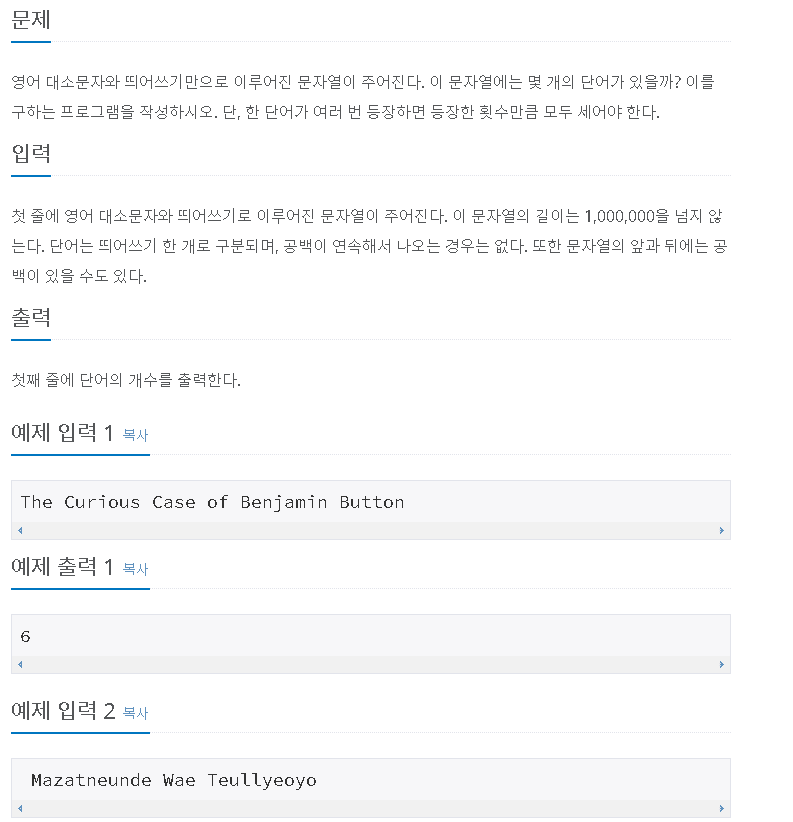 문제
영어 대소문자와 띄어쓰기만으로 이루어진 문자열이 주어진다. 이 문자열에는 몇 개의 단어가 있을까? 이를
구하는 프로그램을 작성하시오. 단, 한 단어가 여러 번 등장하면 등장한 횟수만큼 모두 세어야 한다.
입력
첫 줄에 영어 대소문자와 띄어쓰기로 이루어진 문자열이 주어진다. 이 문자열의 길이는 1,000,000을 넘지 않
는다. 단어는 띄어쓰기 한 개로 구분되며, 공백이 연속해서 나오는 경우는 없다. 또한 문자열의 앞과 뒤에는 공
백이 있을 수도 있다.
출력
첫째 줄에 단어의 개수를 출력한다.
예제 입력 1 복사
The Curious Case of Benjamin Button
예제 출력 1 복사
6
예제 입력 2 복사
 Mazatneunde Wae Teullyeoyo